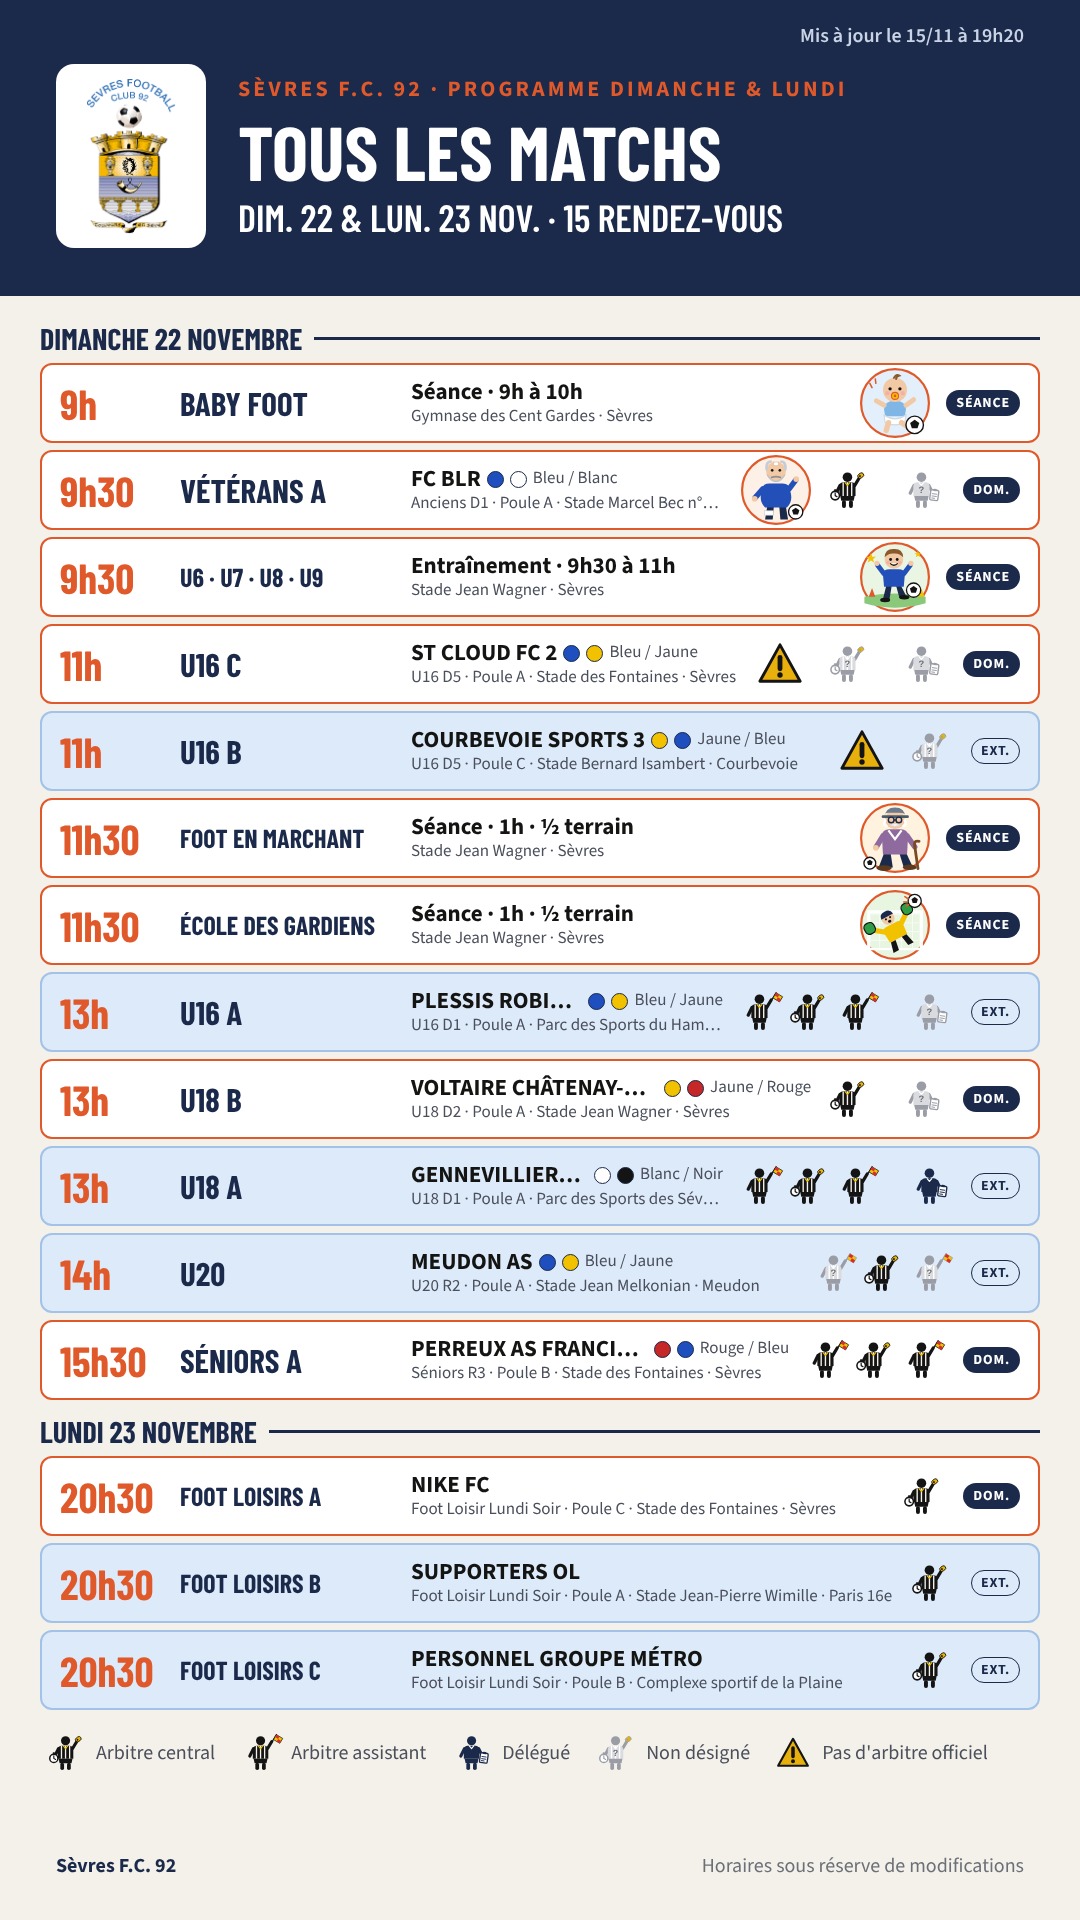 Mis à jour le 15/11 à 19h20
SEVRES FOOTBALL
CLUB 92
SÈVRES F.C. 92 · PROGRAMME DIMANCHE & LUNDI
TOUS LES MATCHS
DIM. 22 & LUN. 23 NOV. · 15 RENDEZ-VOUS
DIMANCHE 22 NOVEMBRE
9h BABY FOOT Séance · 9h à 10h SÉANCE
Gymnase des Cent Gardes · Sèvres
9h30 VÉTÉRANS A FC BLR Bleu / Blanc ? DOM.
Anciens D1 · Poule A · Stade Marcel Bec n°…
9h30 U6 · U7 · U8 · U9 Entraînement · 9h30 à 11h SÉANCE
Stade Jean Wagner · Sèvres
11h U16 C ST CLOUD FC 2 Bleu / Jaune ! ? ? DOM.
U16 D5 · Poule A · Stade des Fontaines · Sèvres
11h U16 B COURBEVOIE SPORTS 3 Jaune / Bleu ! ? EXT.
U16 D5 · Poule C · Stade Bernard Isambert · Courbevoie
11h30 FOOT EN MARCHANT Séance · 1h · ½ terrain SÉANCE
Stade Jean Wagner · Sèvres
11h30 ÉCOLE DES GARDIENS Séance · 1h · ½ terrain SÉANCE
Stade Jean Wagner · Sèvres
13h U16 A PLESSIS ROBI… Bleu / Jaune ? EXT.
U16 D1 · Poule A · Parc des Sports du Ham…
13h U18 B VOLTAIRE CHÂTENAY-… Jaune / Rouge ? DOM.
U18 D2 · Poule A · Stade Jean Wagner · Sèvres
13h U18 A GENNEVILLIER… Blanc / Noir EXT.
U18 D1 · Poule A · Parc des Sports des Sév…
14h U20 MEUDON AS Bleu / Jaune ? ? EXT.
U20 R2 · Poule A · Stade Jean Melkonian · Meudon
15h30 SÉNIORS A PERREUX AS FRANCI… Rouge / Bleu DOM.
Séniors R3 · Poule B · Stade des Fontaines · Sèvres
LUNDI 23 NOVEMBRE
20h30 FOOT LOISIRS A NIKE FC DOM.
Foot Loisir Lundi Soir · Poule C · Stade des Fontaines · Sèvres
20h30 FOOT LOISIRS B SUPPORTERS OL EXT.
Foot Loisir Lundi Soir · Poule A · Stade Jean-Pierre Wimille · Paris 16e
20h30 FOOT LOISIRS C PERSONNEL GROUPE MÉTRO EXT.
Foot Loisir Lundi Soir · Poule B · Complexe sportif de la Plaine
Arbitre central Arbitre assistant Délégué ? Non désigné ! Pas d'arbitre officiel
Sèvres F.C. 92 Horaires sous réserve de modifications